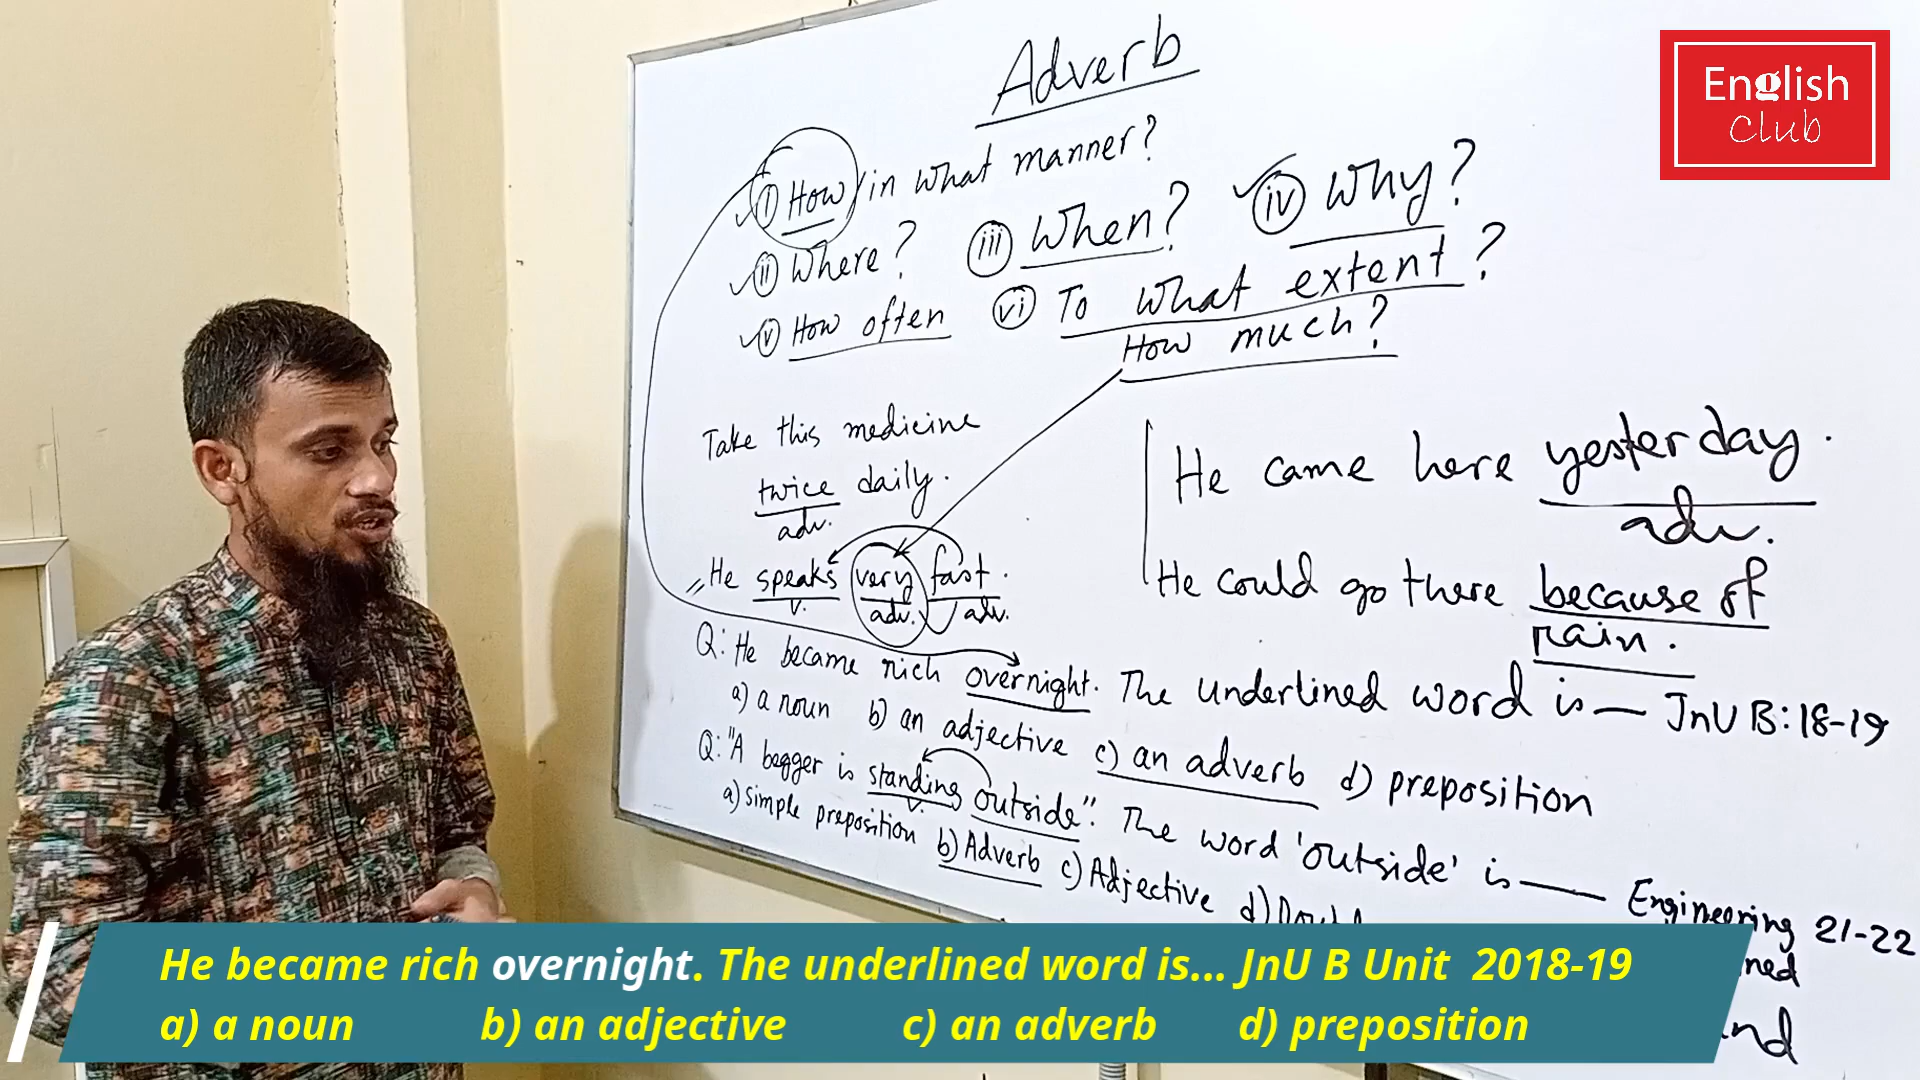 English
Club
Adverb
i) How/in what manner?
ii) Where?
iii) When?
iv) Why?
v) How often
vi) To what extent?
How much?
Take this medicine
twice daily.
adv.
He speaks very fast.
v. adv. adv.
He came here yesterday.
adv.
He could go there because of
rain.
Q: He became rich overnight. The underlined word is — JnU B: 18-19
a) a noun b) an adjective c) an adverb d) preposition
Q: "A begger is standing outside". The word 'outside' is — Engineering 21-22
v.
a) simple preposition b) Adverb c) Adjective d)
He became rich overnight. The underlined word is... JnU B Unit 2018-19
a) a noun b) an adjective c) an adverb d) preposition